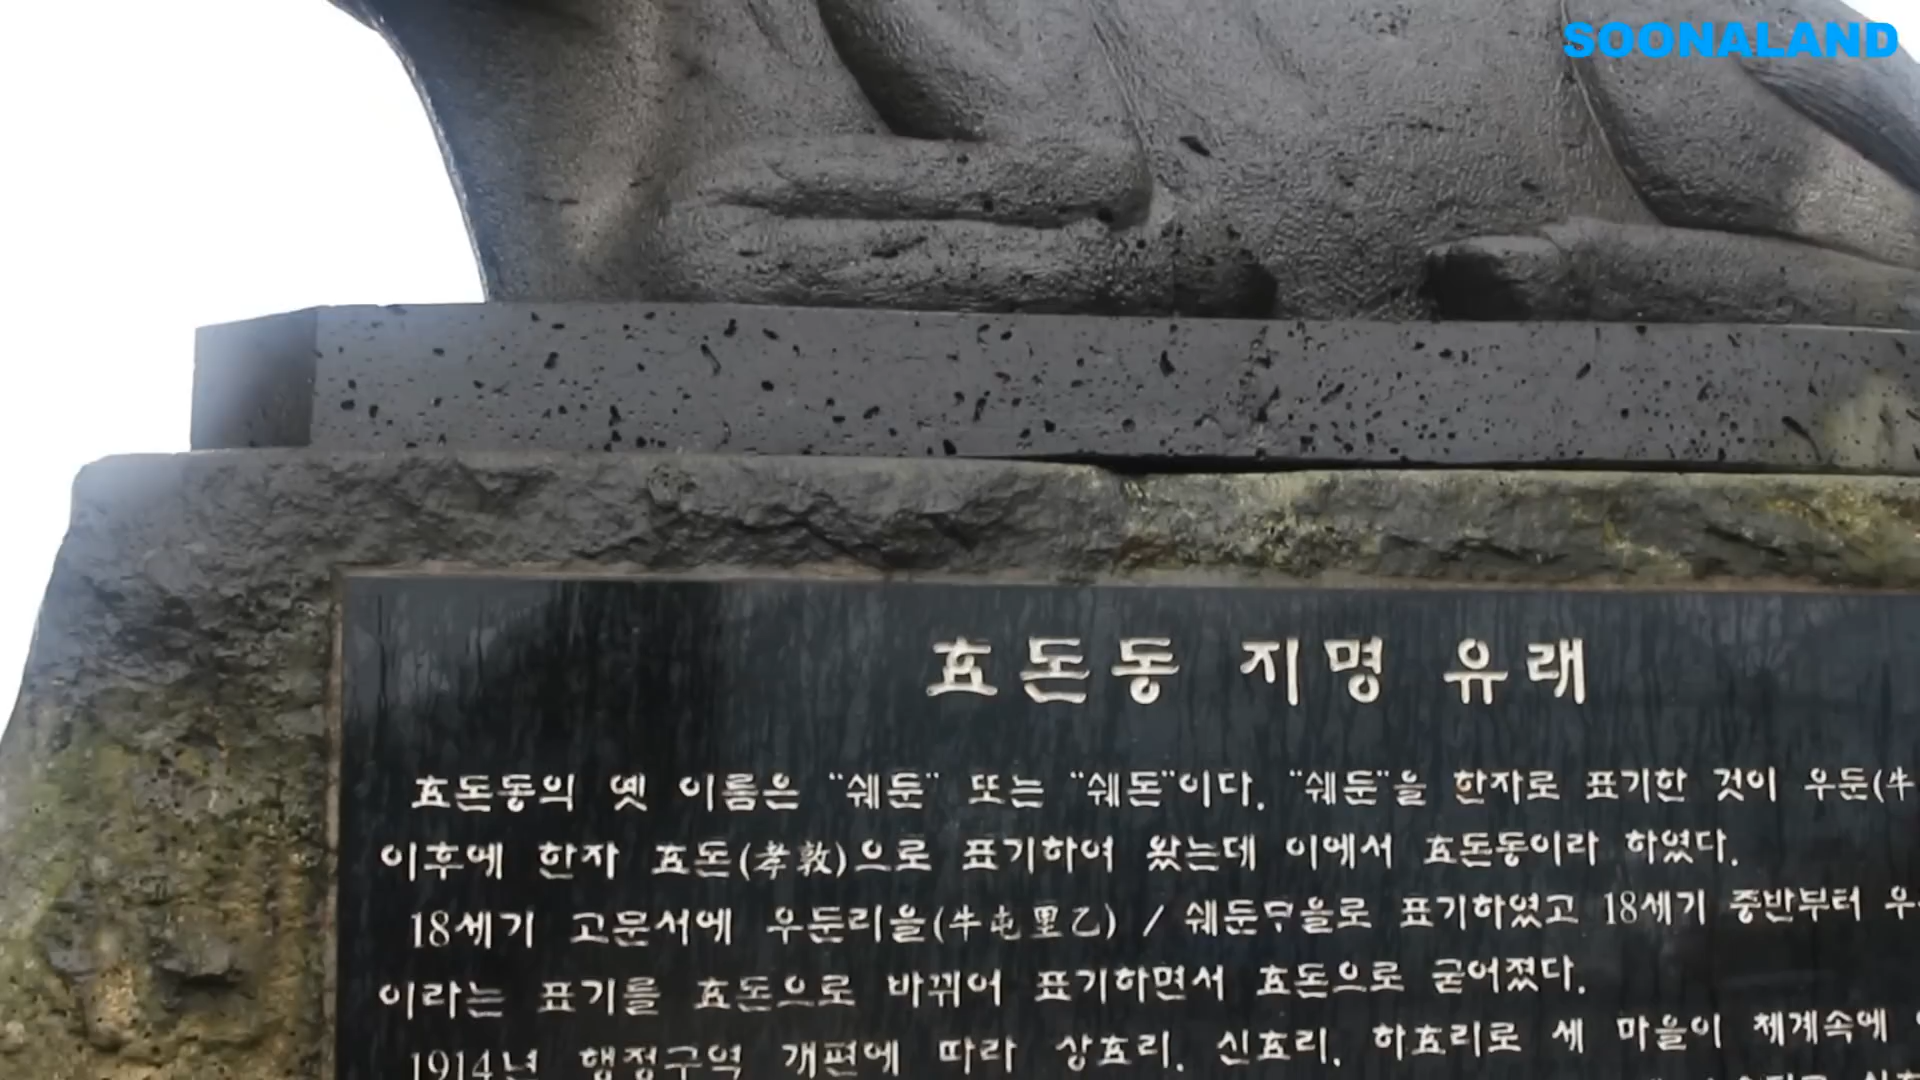 SOONALAND
효돈동 지명 유래
효돈동의 옛 이름은 "쉐둔" 또는 "쉐돈"이다. "쉐둔"을 한자로 표기한 것이 우둔(牛
이후에 한자 효돈(孝敦)으로 표기하여 왔는데 이에서 효돈동이라 하였다.
18세기 고문서에 우둔리을(牛屯里乙) / 쉐둔무을로 표기하였고 18세기 중반부터
이라는 표기를 효돈으로 바뀌어 표기하면서 효돈으로 굳어졌다.
1914년 행정구역 개편에 따라 상효리, 신효리, 하효리로 세 마을이 체계속에